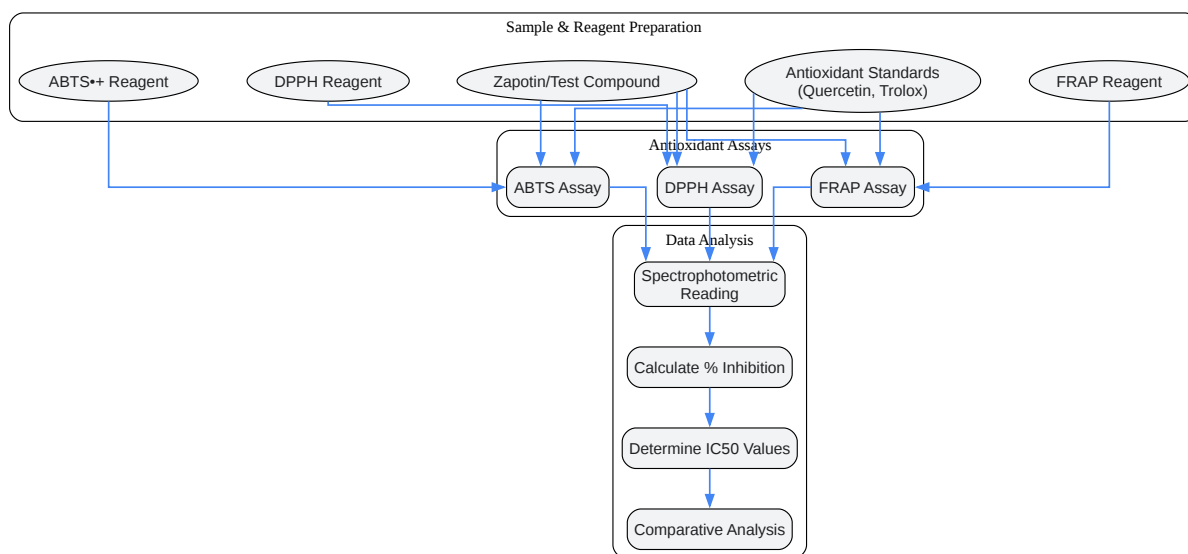 Sample & Reagent Preparation
ABTS•+ Reagent
DPPH Reagent
Zapotin/Test Compound
Antioxidant Standards
(Quercetin, Trolox)
FRAP Reagent
Antioxidant Assays
ABTS Assay
DPPH Assay
FRAP Assay
Data Analysis
Spectrophotometric
Reading
Calculate % Inhibition
Determine IC50 Values
Comparative Analysis